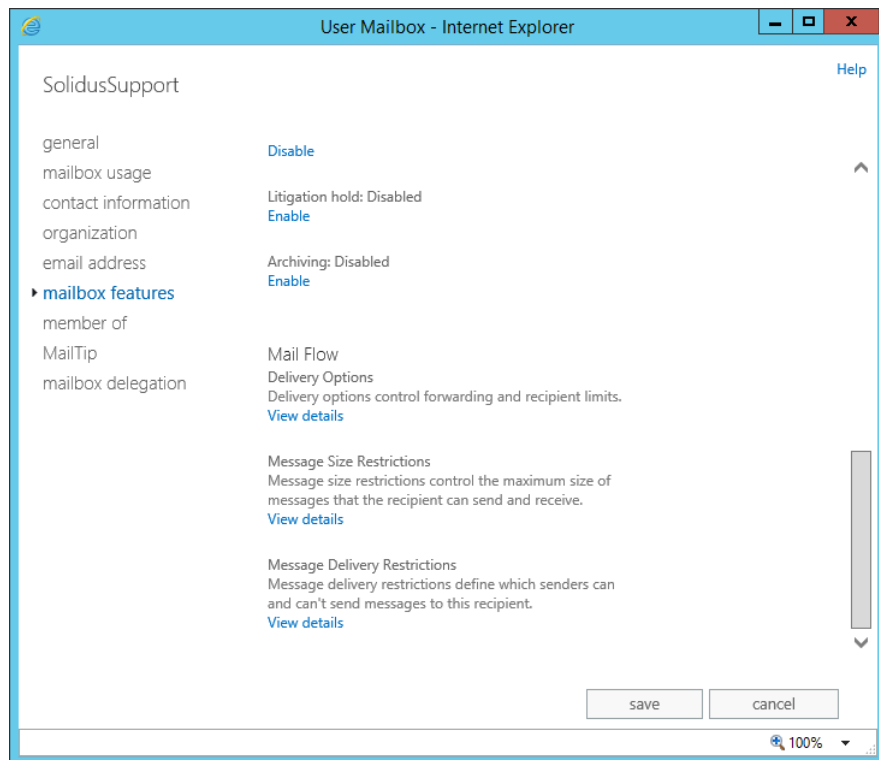 User Mailbox - Internet Explorer
Help
SolidusSupport
general
mailbox usage
contact information
organization
email address
mailbox features
member of
MailTip
mailbox delegation
Disable
Litigation hold: Disabled
Enable
Archiving: Disabled
Enable
Mail Flow
Delivery Options
Delivery options control forwarding and recipient limits.
View details
Message Size Restrictions
Message size restrictions control the maximum size of
messages that the recipient can send and receive.
View details
Message Delivery Restrictions
Message delivery restrictions define which senders can
and can't send messages to this recipient.
View details
save
cancel
100%